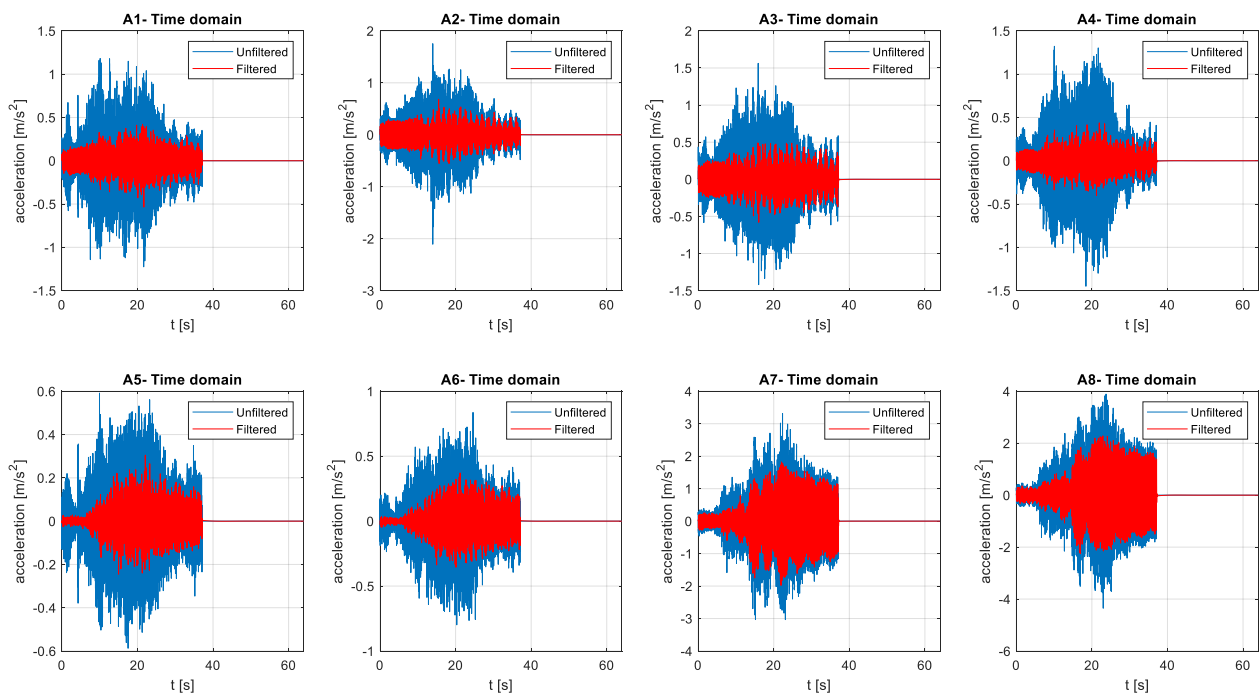 A1- Time domain
1.5
1
0.5
0
-0.5
-1
-1.5
acceleration [m/s²]
Unfiltered
Filtered
0 20 40 60
t [s]
A2- Time domain
2
1
0
-1
-2
-3
acceleration [m/s²]
Unfiltered
Filtered
0 20 40 60
t [s]
A3- Time domain
2
1.5
1
0.5
0
-0.5
-1
-1.5
acceleration [m/s²]
Unfiltered
Filtered
0 20 40 60
t [s]
A4- Time domain
1.5
1
0.5
0
-0.5
-1
-1.5
acceleration [m/s²]
Unfiltered
Filtered
0 20 40 60
t [s]
A5- Time domain
0.6
0.4
0.2
0
-0.2
-0.4
-0.6
acceleration [m/s²]
Unfiltered
Filtered
0 20 40 60
t [s]
A6- Time domain
1
0.5
0
-0.5
-1
acceleration [m/s²]
Unfiltered
Filtered
0 20 40 60
t [s]
A7- Time domain
4
3
2
1
0
-1
-2
-3
-4
acceleration [m/s²]
Unfiltered
Filtered
0 20 40 60
t [s]
A8- Time domain
4
2
0
-2
-4
-6
acceleration [m/s²]
Unfiltered
Filtered
0 20 40 60
t [s]